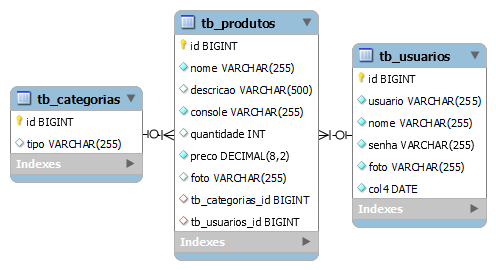 tb_categorias
id BIGINT
tipo VARCHAR(255)
Indexes
tb_produtos
id BIGINT
nome VARCHAR(255)
descricao VARCHAR(500)
console VARCHAR(255)
quantidade INT
preco DECIMAL(8,2)
foto VARCHAR(255)
tb_categorias_id BIGINT
tb_usuarios_id BIGINT
Indexes
tb_usuarios
id BIGINT
usuario VARCHAR(255)
nome VARCHAR(255)
senha VARCHAR(255)
foto VARCHAR(255)
col4 DATE
Indexes